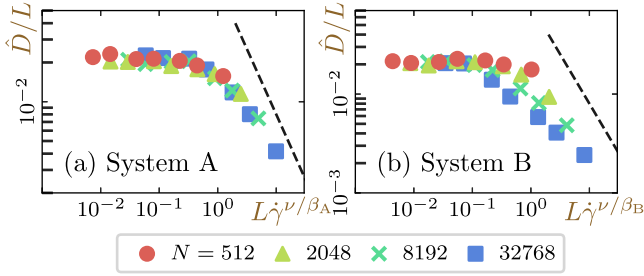 D̂/L
10⁻²
(a) System A
10⁻² 10⁻¹ 10⁰
Lγ̇^{ν/β_A}
D̂/L
10⁻²
10⁻³
(b) System B
10⁻² 10⁻¹ 10⁰
Lγ̇^{ν/β_B}
N = 512 2048 8192 32768